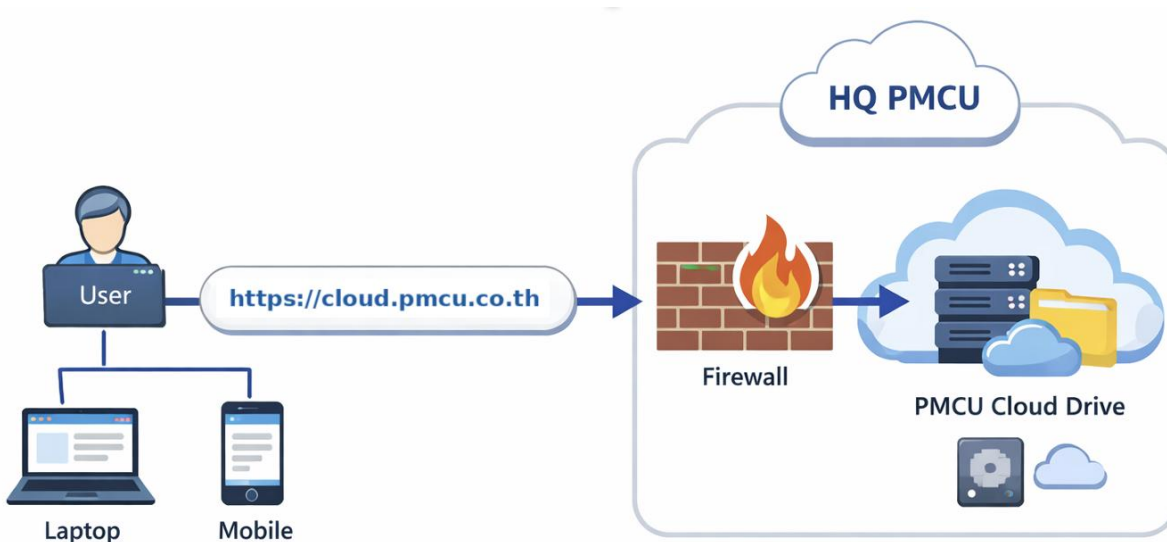 HQ PMCU
User
https://cloud.pmcu.co.th
Firewall
PMCU Cloud Drive
Laptop
Mobile